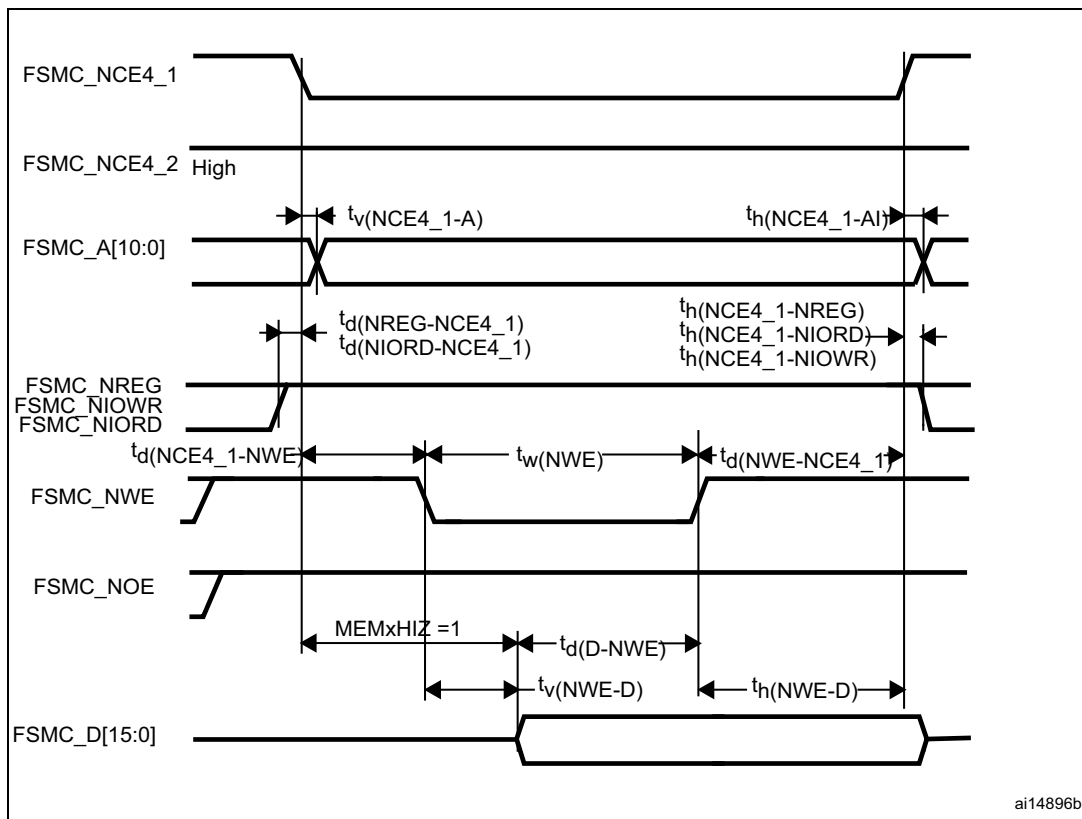 FSMC_NCE4_1
FSMC_NCE4_2 High
tv(NCE4_1-A)
th(NCE4_1-AI)
FSMC_A[10:0]
td(NREG-NCE4_1)
td(NIORD-NCE4_1)
th(NCE4_1-NREG)
th(NCE4_1-NIORD)
th(NCE4_1-NIOWR)
FSMC_NREG
FSMC_NIOWR
FSMC_NIORD
td(NCE4_1-NWE)
tw(NWE)
td(NWE-NCE4_1)
FSMC_NWE
FSMC_NOE
MEMxHIZ =1
td(D-NWE)
tv(NWE-D)
th(NWE-D)
FSMC_D[15:0]
ai14896b